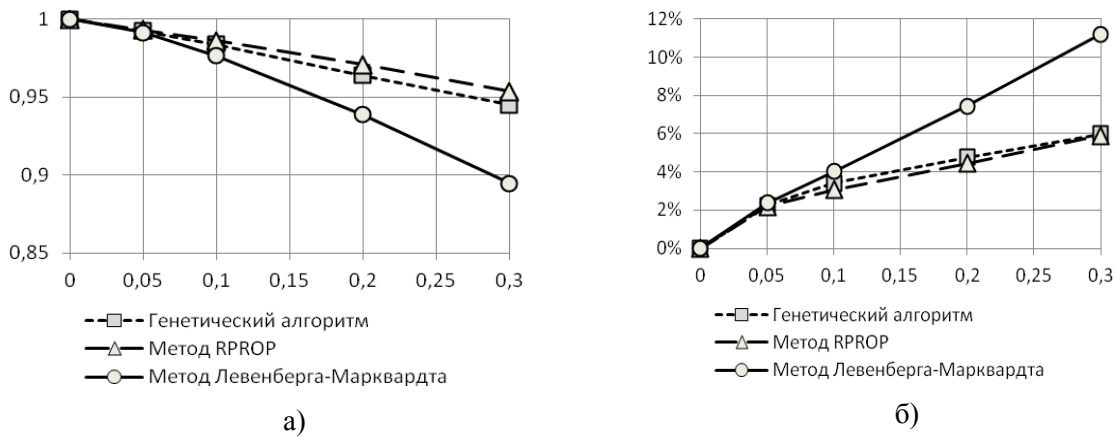 1
0,95
0,9
0,85
0 0,05 0,1 0,15 0,2 0,25 0,3
Генетический алгоритм
Метод RPROP
Метод Левенберга-Марквардта
а)
12%
10%
8%
6%
4%
2%
0%
0 0,05 0,1 0,15 0,2 0,25 0,3
Генетический алгоритм
Метод RPROP
Метод Левенберга-Марквардта
б)